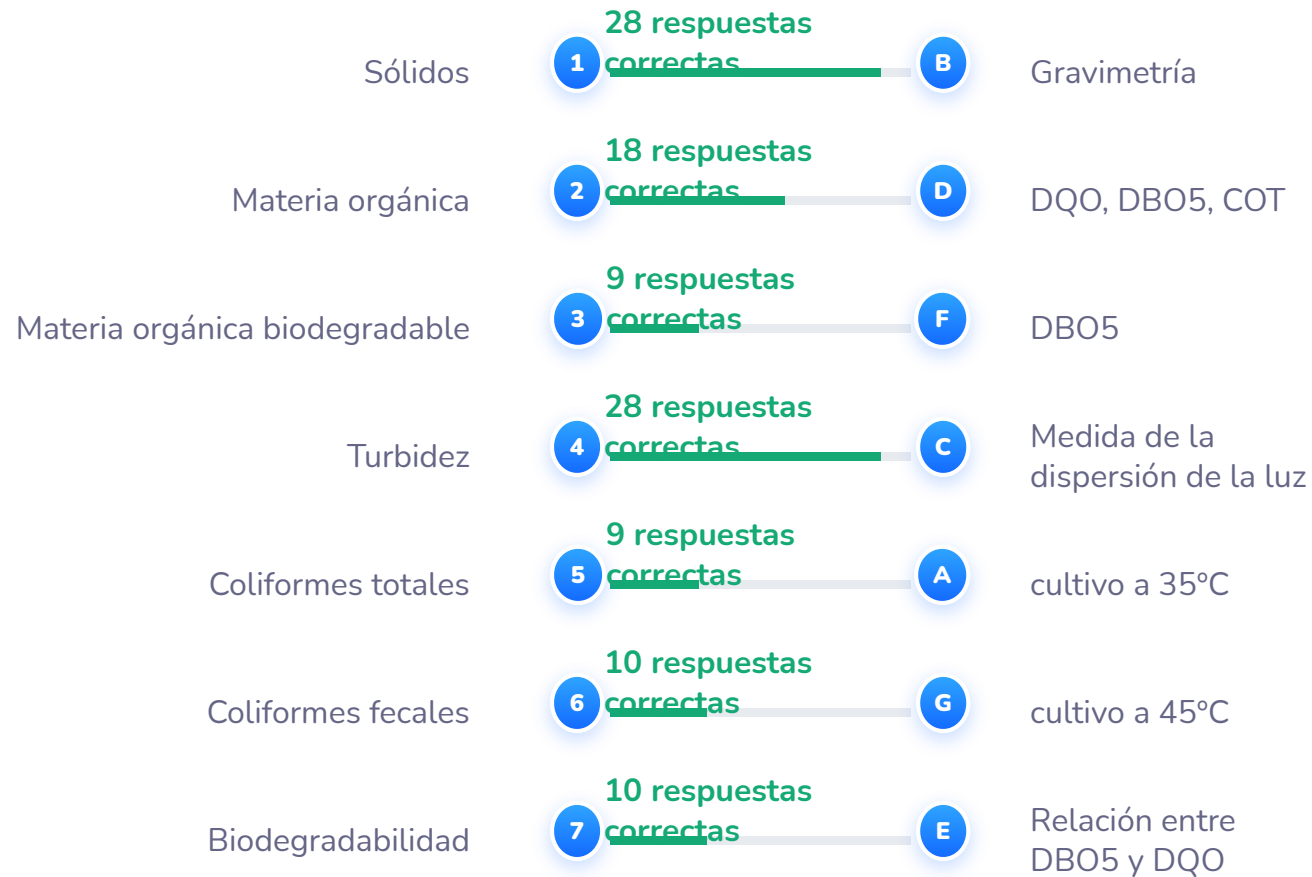 28 respuestas
correctas
Sólidos
1
B
Gravimetría
18 respuestas
correctas
Materia orgánica
2
D
DQO, DBO5, COT
9 respuestas
correctas
Materia orgánica biodegradable
3
F
DBO5
28 respuestas
correctas
Turbidez
4
C
Medida de la
dispersión de la luz
9 respuestas
correctas
Coliformes totales
5
A
cultivo a 35ºC
10 respuestas
correctas
Coliformes fecales
6
G
cultivo a 45ºC
10 respuestas
correctas
Biodegradabilidad
7
E
Relación entre
DBO5 y DQO